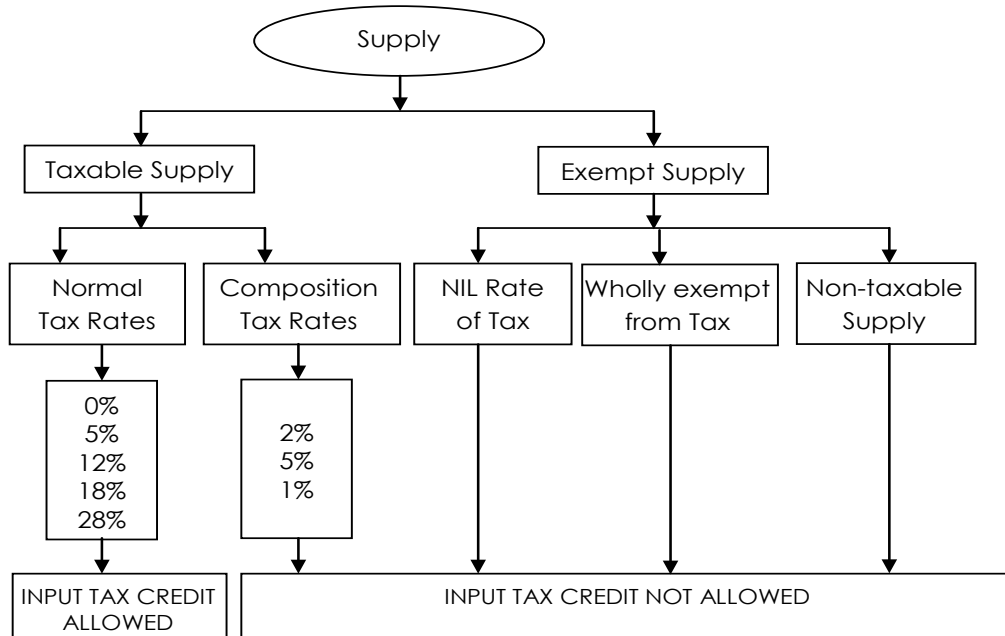 Supply
Taxable Supply
Exempt Supply
Normal
Tax Rates
Composition
Tax Rates
NIL Rate
of Tax
Wholly exempt
from Tax
Non-taxable
Supply
0%
5%
12%
18%
28%
2%
5%
1%
INPUT TAX CREDIT
ALLOWED
INPUT TAX CREDIT NOT ALLOWED